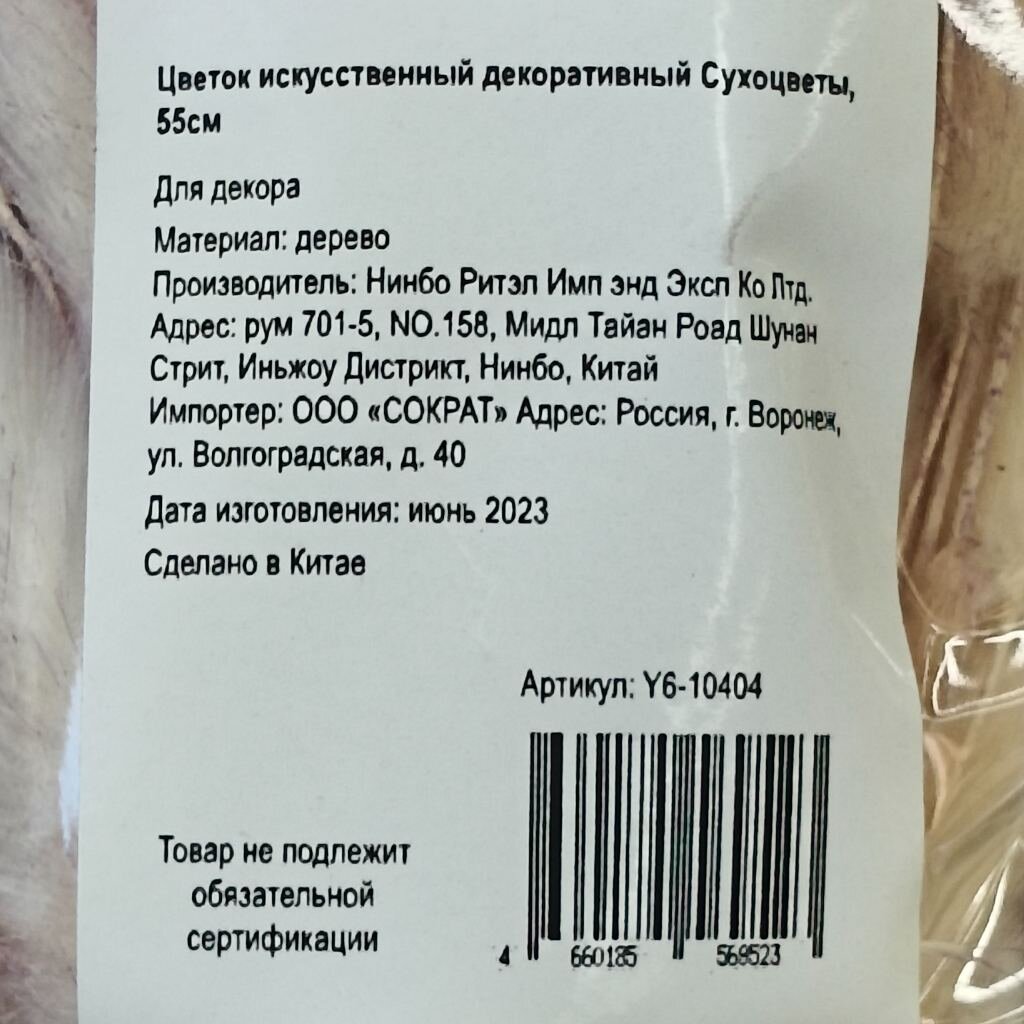 Цветок искусственный декоративный Сухоцветы,
55см
Для декора
Материал: дерево
Производитель: Нинбо Ритэл Имп энд Эксп Ко Лтд.
Адрес: рум 701-5, NO.158, Мидл Тайан Роад Шунан
Стрит, Иньжоу Дистрикт, Нинбо, Китай
Импортер: ООО «СОКРАТ» Адрес: Россия, г. Воронеж,
ул. Волгоградская, д. 40
Дата изготовления: июнь 2023
Сделано в Китае
Артикул: Y6-10404
Товар не подлежит
обязательной
сертификации
4 660185 569523